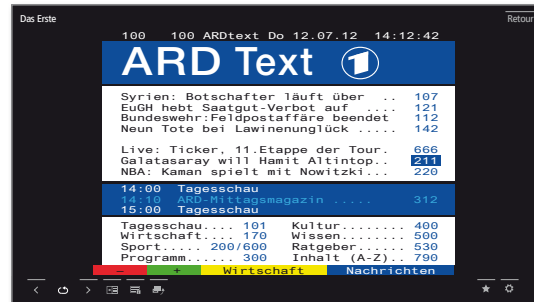 Das Erste
Retour
100 100 ARDtext Do 12.07.12 14:12:42
ARD Text 1
Syrien: Botschafter läuft über .. 107
EuGH hebt Saatgut-Verbot auf .... 121
Bundeswehr:Feldpostaffäre beendet 112
Neun Tote bei Lawinenunglück ..... 142
Live: Ticker, 11.Etappe der Tour. 666
Galatasaray will Hamit Altintop.. 211
NBA: Kaman spielt mit Nowitzki... 220
14:00 Tagesschau
14:10 ARD-Mittagsmagazin ..... 312
15:00 Tagesschau
Tagesschau.... 101 Kultur........ 400
Wirtschaft.... 170 Wissen........ 500
Sport..... 200/600 Ratgeber...... 530
Programm...... 300 Inhalt (A-Z).. 790
- + Wirtschaft Nachrichten